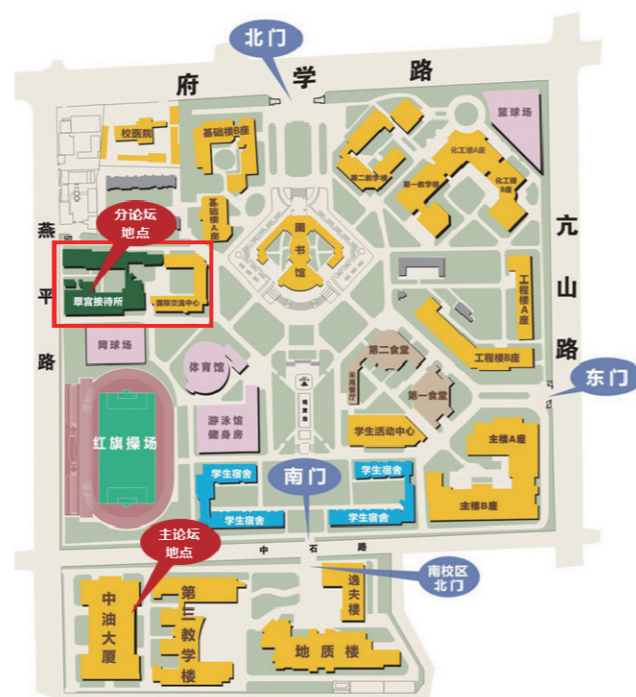 北门
府学路
篮球场
校医院
基础楼B座
第二教学楼
化工楼A座
第一教学楼
化工楼B座
分论坛
地点
基础楼A座
图书馆
燕平路
亢山路
翠宫接待所
国际交流中心
工程楼A座
网球场
体育馆
第二食堂
工程楼B座
东门
第一食堂
红旗操场
游泳馆
健身房
学生活动中心
主楼A座
学生宿舍
南门
学生宿舍
学生宿舍
学生宿舍
主楼B座
主论坛
地点
中石路
南校区
北门
中油大厦
第三教学楼
逸夫楼
地质楼